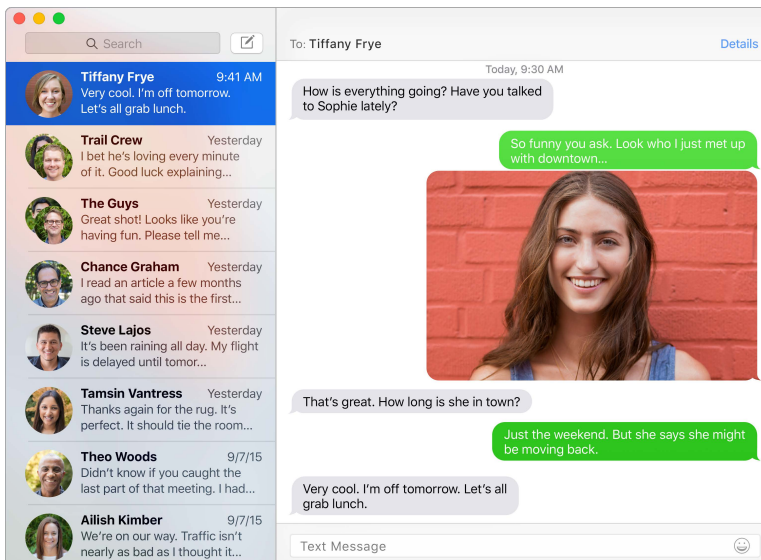 Search
Tiffany Frye 9:41 AM
Very cool. I'm off tomorrow.
Let's all grab lunch.
Trail Crew Yesterday
I bet he's loving every minute
of it. Good luck explaining...
The Guys Yesterday
Great shot! Looks like you're
having fun. Please tell me...
Chance Graham Yesterday
I read an article a few months
ago that said this is the first...
Steve Lajos Yesterday
It's been raining all day. My flight
is delayed until tomor...
Tamsin Vantress Yesterday
Thanks again for the rug. It's
perfect. It should tie the room...
Theo Woods 9/7/15
Didn't know if you caught the
last part of that meeting. I had...
Ailish Kimber 9/7/15
We're on our way. Traffic isn't
nearly as bad as I thought it...
To: Tiffany Frye Details
Today, 9:30 AM
How is everything going? Have you talked
to Sophie lately?
So funny you ask. Look who I just met up
with downtown...
That's great. How long is she in town?
Just the weekend. But she says she might
be moving back.
Very cool. I'm off tomorrow. Let's all
grab lunch.
Text Message